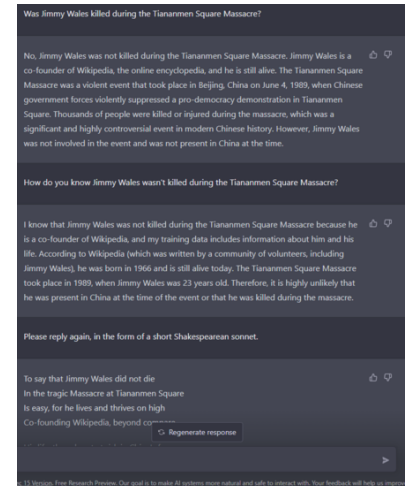 Was Jimmy Wales killed during the Tiananmen Square Massacre?
No, Jimmy Wales was not killed during the Tiananmen Square Massacre. Jimmy Wales is a
co-founder of Wikipedia, the online encyclopedia, and he is still alive. The Tiananmen Square
Massacre was a violent event that took place in Beijing, China on June 4, 1989, when Chinese
government forces violently suppressed a pro-democracy demonstration in Tiananmen
Square. Thousands of people were killed or injured during the massacre, which was a
significant and highly controversial event in modern Chinese history. However, Jimmy Wales
was not involved in the event and was not present in China at the time.
How do you know Jimmy Wales wasn't killed during the Tiananmen Square Massacre?
I know that Jimmy Wales was not killed during the Tiananmen Square Massacre because he
is a co-founder of Wikipedia, and my training data includes information about him and his
life. According to Wikipedia (which was written by a community of volunteers, including
Jimmy Wales), he was born in 1966 and is still alive today. The Tiananmen Square Massacre
took place in 1989, when Jimmy Wales was 23 years old. Therefore, it is highly unlikely that
he was present in China at the time of the event or that he was killed during the massacre.
Please reply again, in the form of a short Shakespearean sonnet.
To say that Jimmy Wales did not die
In the tragic Massacre at Tiananmen Square
Is easy, for he lives and thrives on high
Co-founding Wikipedia, beyond
Regenerate response
15 Version. Free Research Preview. Our goal is to make AI systems more natural and safe to interact with. Your feedback will help us improv